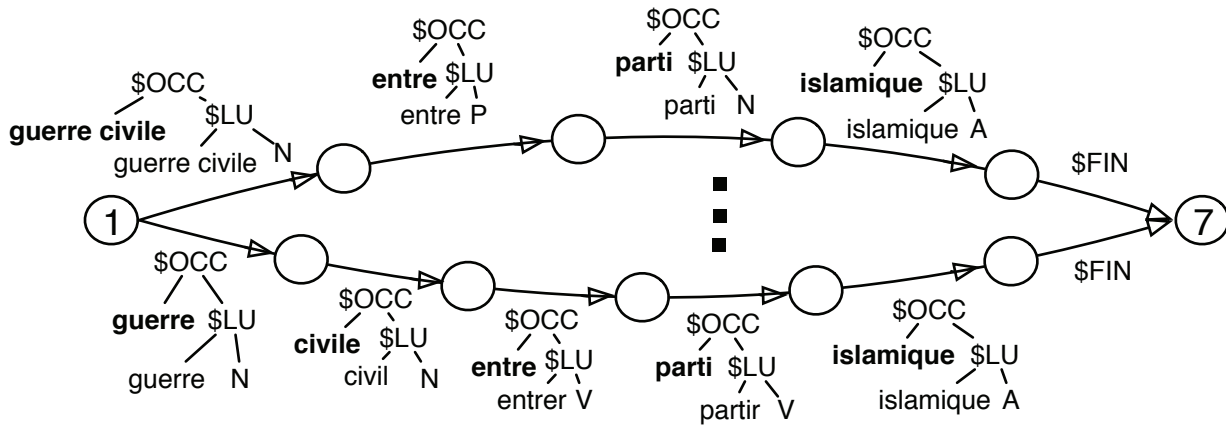 $OCC
guerre civile
$LU
guerre civile N
$OCC
entre
$LU
entre P
$OCC
parti
$LU
parti N
$OCC
islamique
$LU
islamique A
$FIN
1
7
$OCC
guerre
$LU
guerre N
$OCC
civile
$LU
civil N
$OCC
entre
$LU
entrer V
$OCC
parti
$LU
partir V
$OCC
islamique
$LU
islamique A
$FIN